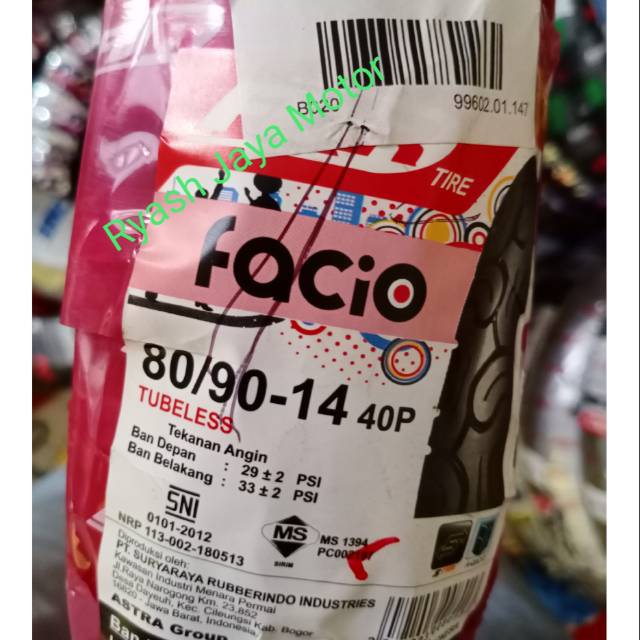 B020
99602.01.147
Ryash Jaya Motor
TIRE
facio
80/90-14 40P
TUBELESS
Tekanan Angin
Ban Depan : 29 ± 2 PSI
Ban Belakang : 33 ± 2 PSI
SNI
0101-2012
NRP 113-002-180513
MS
SIRIM
MS 1394
Diproduksi oleh:
PT. SURYARAYA RUBBERINDO INDUSTRIES
Kawasan Industri Menara Permai
Jl.Raya Narogong Km. 23.852
Desa Dayeuh, Kec. Cileungsi Kab. Bogor
16820 - Jawa Barat, Indonesia
ASTRA Group